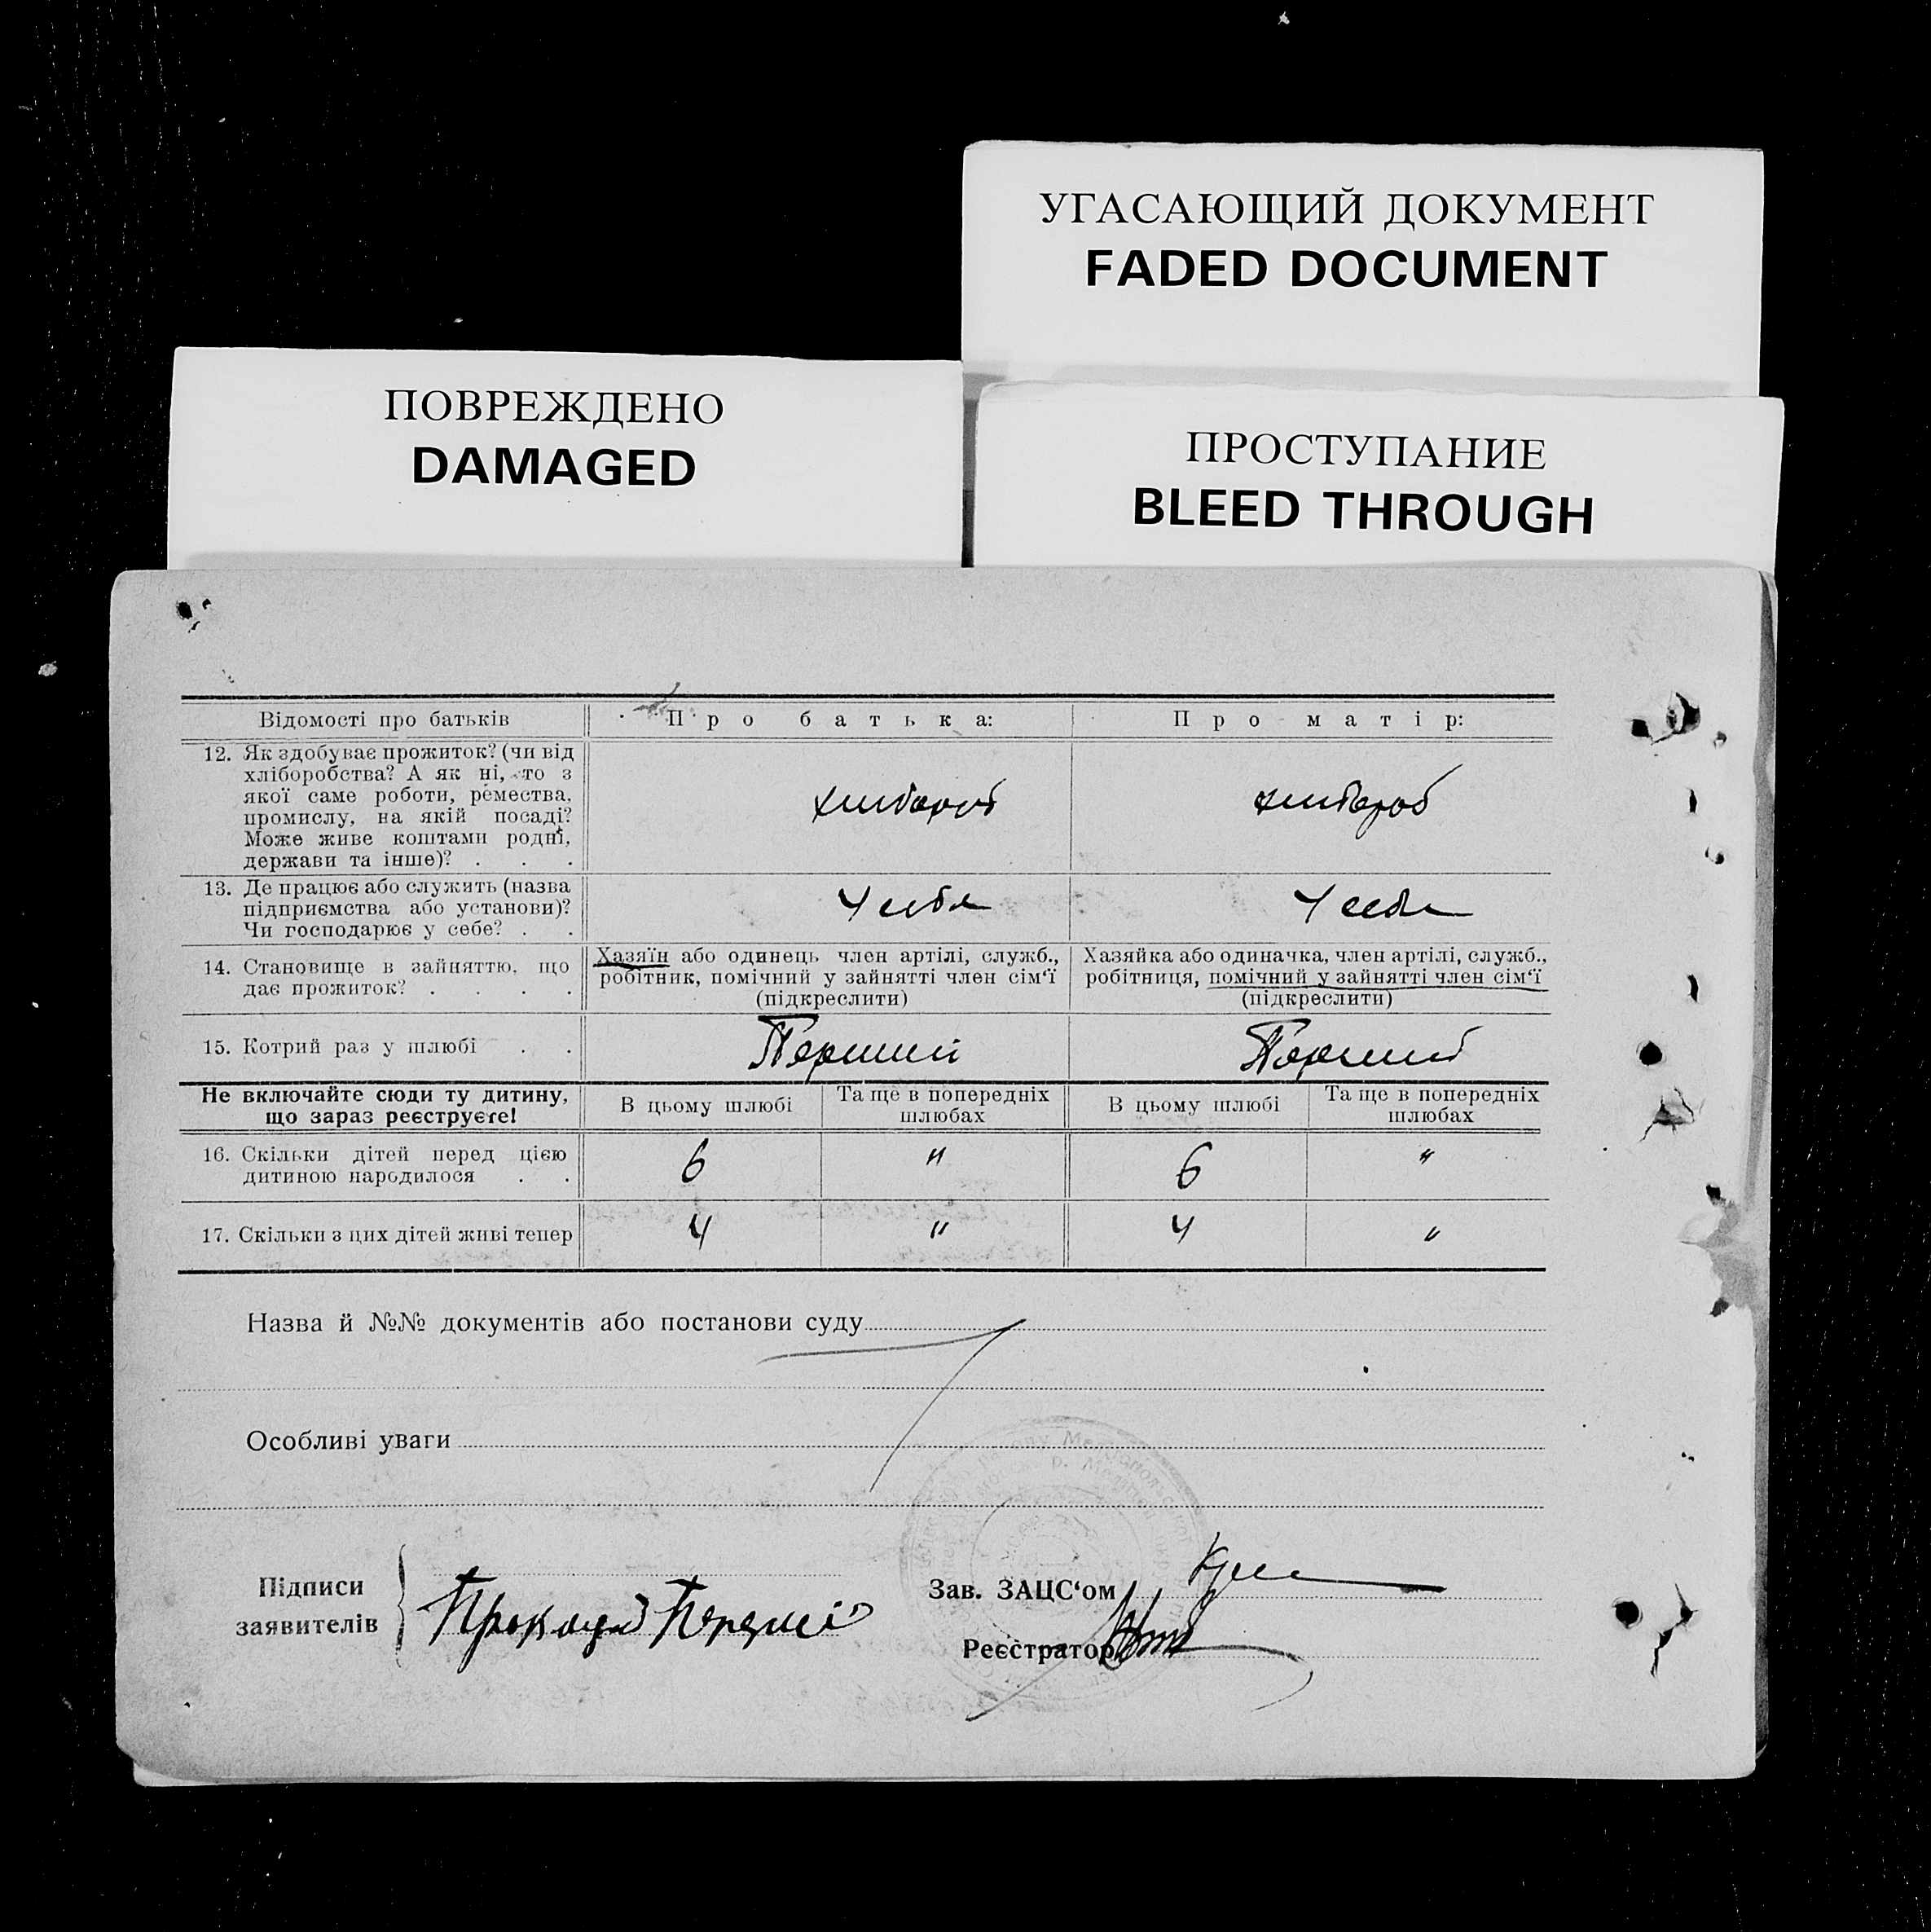 УГАСАЮЩИЙ ДОКУМЕНТ
FADED DOCUMENT
ПОВРЕЖДЕНО
DAMAGED
ПРОСТУПАНИЕ
BLEED THROUGH
Відомості про батьків
Про батька:
Про матір:
12. Як здобуває прожиток? (чи від
хліборобства? А як ні, то з
якої саме роботи, ремества,
промислу, на якій посаді?
Може живе коштами родні,
держави та інше)? . . .
хлібороб
хлібороб
13. Де працює або служить (назва
підприємства або установи)?
Чи господарює у себе? . .
У себя
У себя
14. Становище в зайняттю, що
дає прожиток? . . . .
Хазяїн або одинець член артілі, служб.,
робітник, помічний у зайнятті член сім'ї
(підкреслити)
Хазяйка або одиначка, член артілі, служб.,
робітниця, помічний у зайнятті член сім'ї
(підкреслити)
15. Котрий раз у шлюбі . .
Перший
Перший
Не включайте сюди ту дитину,
що зараз реєструєте!
В цьому шлюбі
Та ще в попередніх
шлюбах
В цьому шлюбі
Та ще в попередніх
шлюбах
16. Скільки дітей перед цією
дитиною народилося . .
6
"
6
"
17. Скільки з цих дітей живі тепер
4
"
4
"
Назва й №№ документів або постанови суду
Особливі уваги
Підписи
заявителів
Зав. ЗАЦС'ом
Реєстратор